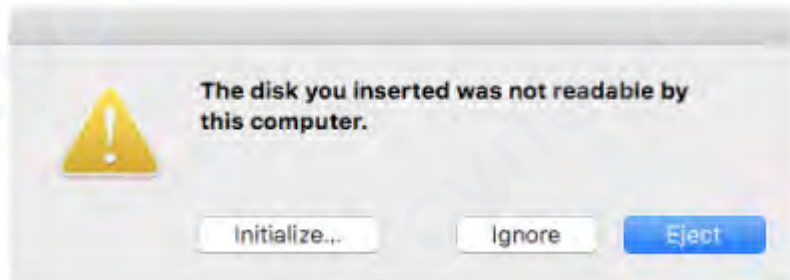 The disk you inserted was not readable by
this computer.
Initialize... Ignore Eject